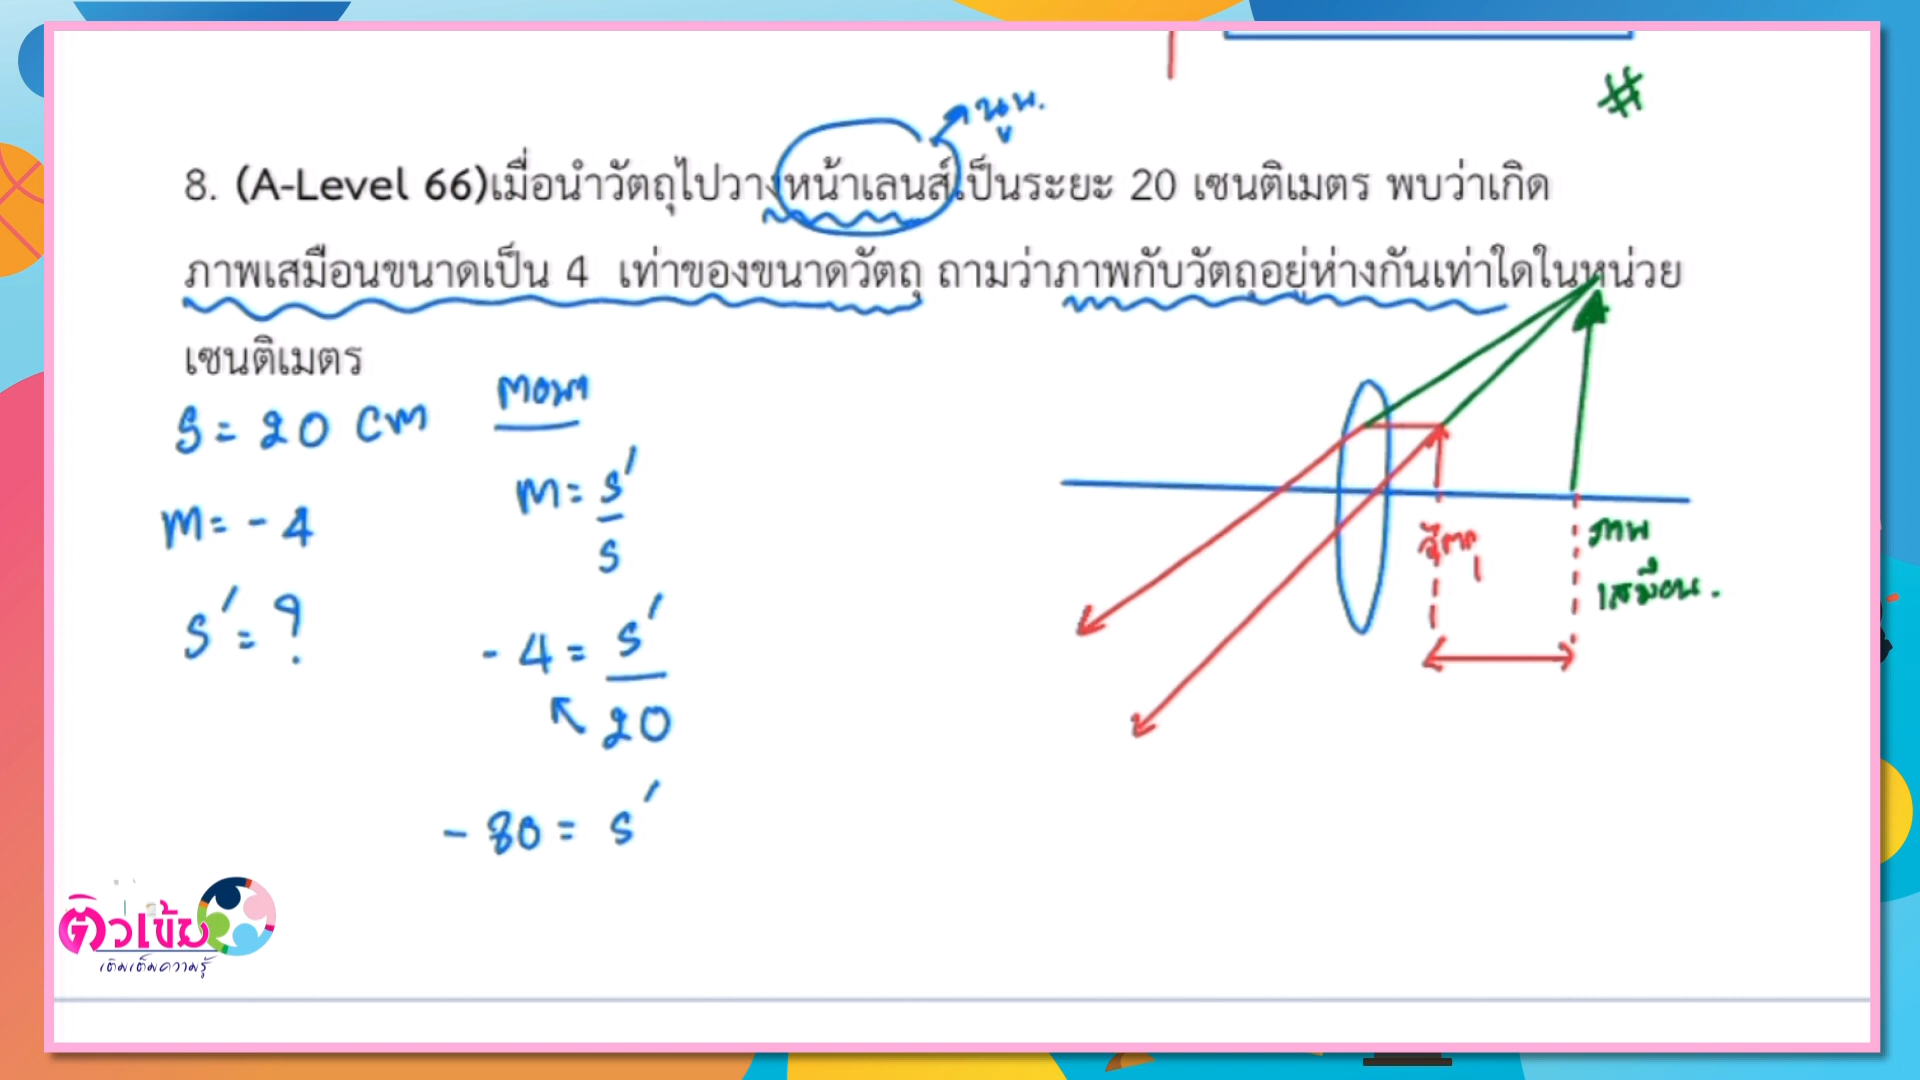 #
นูน.
8. (A-Level 66)เมื่อนำวัตถุไปวางหน้าเลนส์เป็นระยะ 20 เซนติเมตร พบว่าเกิด
ภาพเสมือนขนาดเป็น 4 เท่าของขนาดวัตถุ ถามว่าภาพกับวัตถุอยู่ห่างกันเท่าใดในหน่วย
เซนติเมตร
s = 20 cm
m = - 4
s' = ?
m = s'
s
- 4 = s'
20
- 80 = s'
วัตถุ
ภาพ
เสมือน.
ติวเข้ม
เติมเต็มความรู้